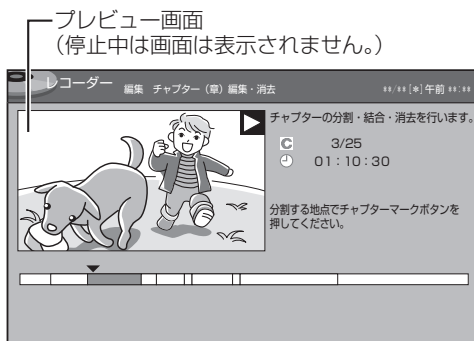 プレビュー画面
(停止中は画面は表示されません。)
レコーダー 編集 チャプター(章)編集・消去 **/**[*]午前**:**
チャプターの分割・結合・消去を行います。
C 3/25
01:10:30
分割する地点でチャプターマークボタンを
押してください。